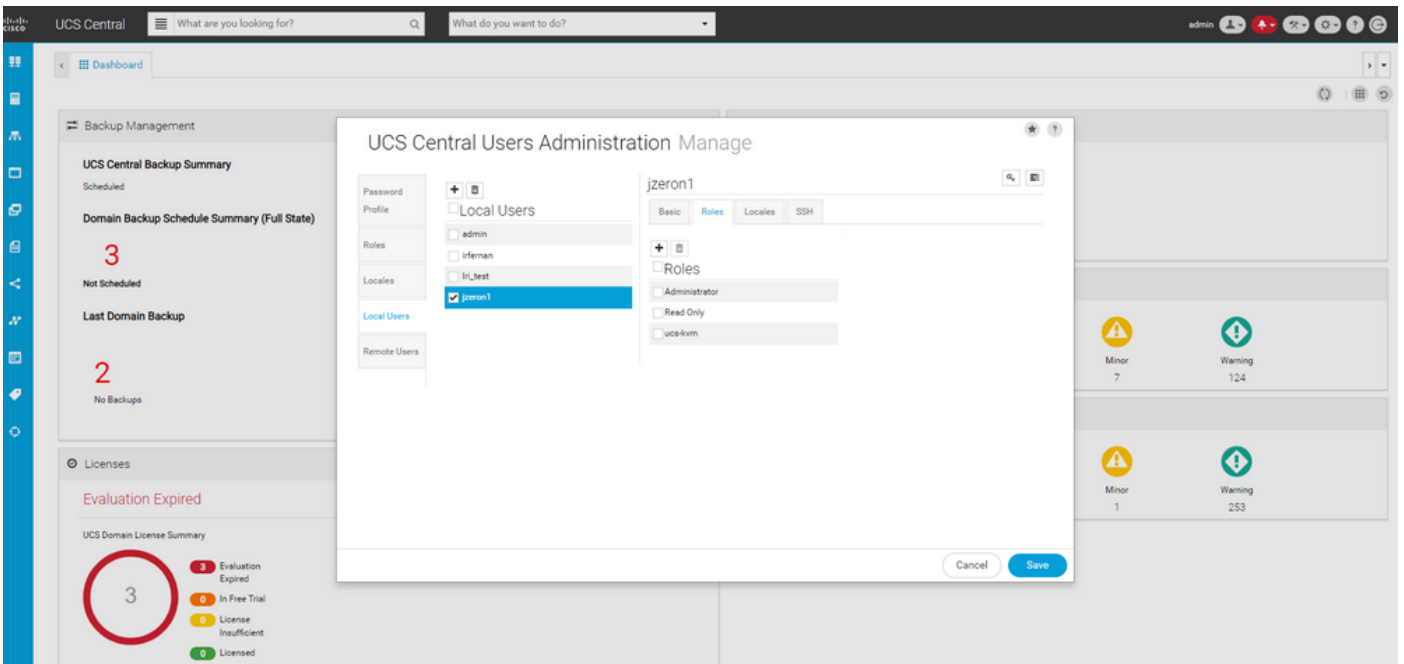 cisco
UCS Central
What are you looking for?
What do you want to do?
admin
Dashboard
Backup Management
UCS Central Backup Summary
Scheduled
Domain Backup Schedule Summary (Full State)
3
Not Scheduled
Last Domain Backup
2
No Backups
Licenses
Evaluation Expired
UCS Domain License Summary
3
3 Evaluation
Expired
0 In Free Trial
0 License
Insufficient
0 Licensed
UCS Central Users Administration Manage
Password
Profile
Roles
Locales
Local Users
Remote Users
Local Users
admin
irfernan
lri_test
jzeron1
jzeron1
Basic Roles Locales SSH
Roles
Administrator
Read Only
ucs-kvm
Cancel Save
Minor Warning
7 124
Minor Warning
1 253